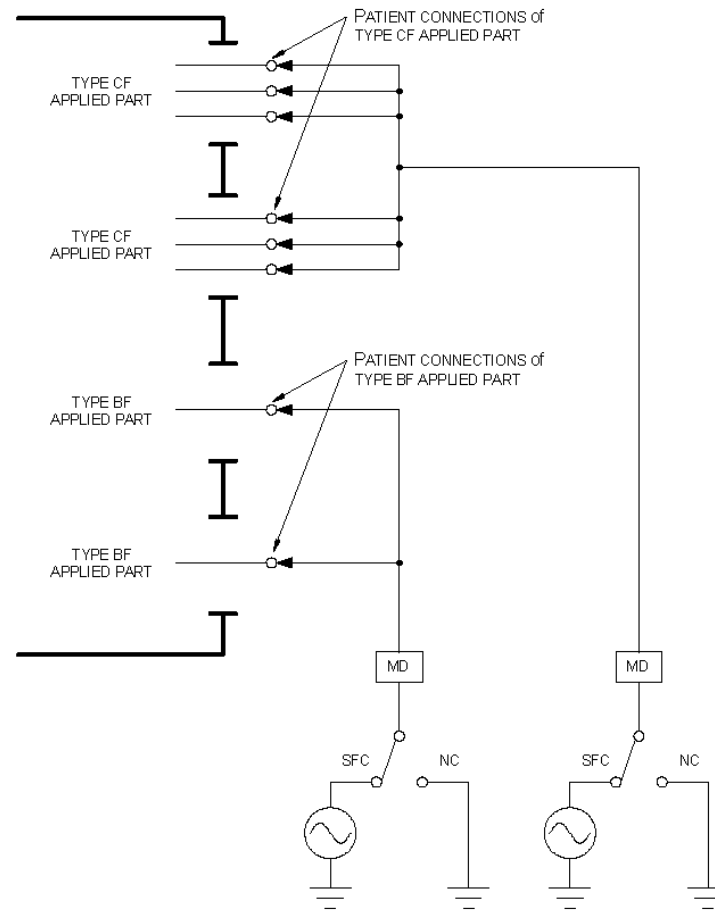 PATIENT CONNECTIONS of
TYPE CF APPLIED PART
TYPE CF
APPLIED PART
TYPE CF
APPLIED PART
PATIENT CONNECTIONS of
TYPE BF APPLIED PART
TYPE BF
APPLIED PART
TYPE BF
APPLIED PART
MD
MD
SFC
NC
SFC
NC